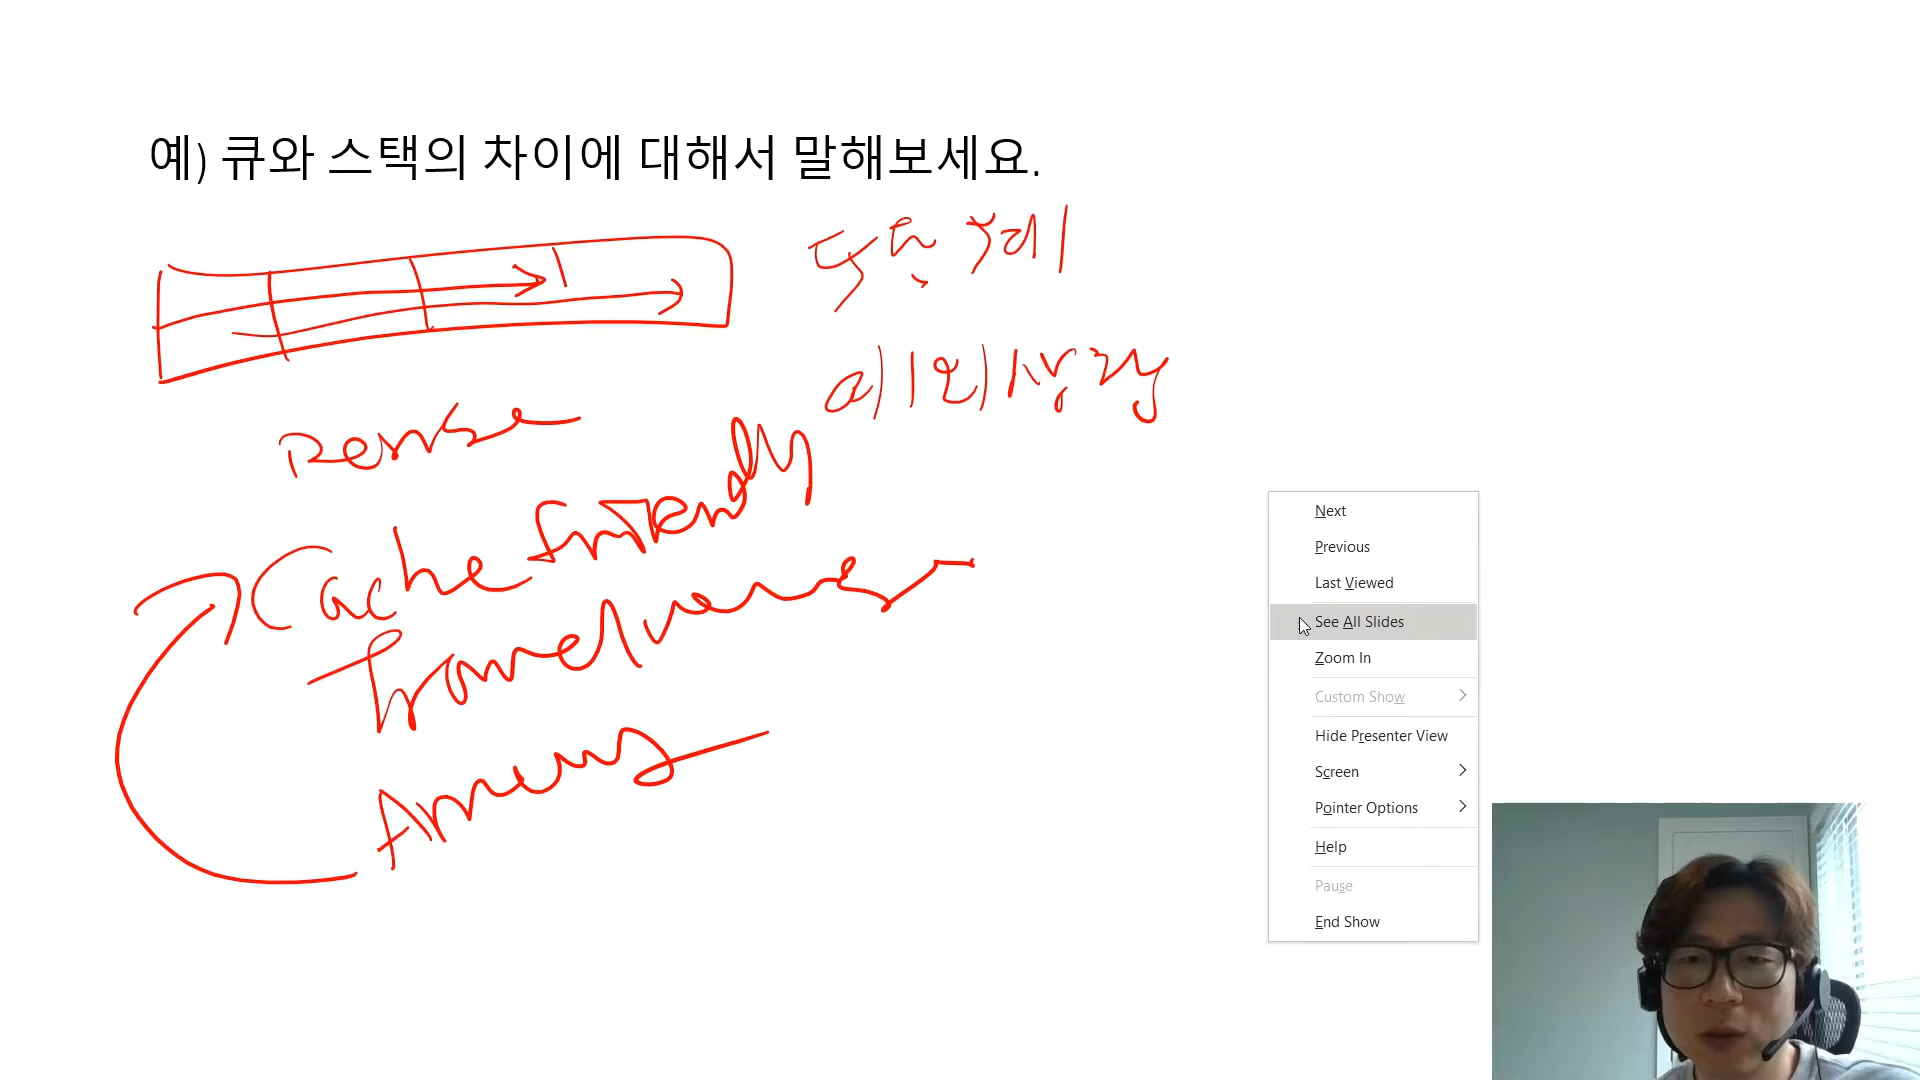 예) 큐와 스택의 차이에 대해서 말해보세요.
Cache friendly
Next
Previous
Last Viewed
See All Slides
Zoom In
Custom Show
Hide Presenter View
Screen
Pointer Options
Help
Pause
End Show